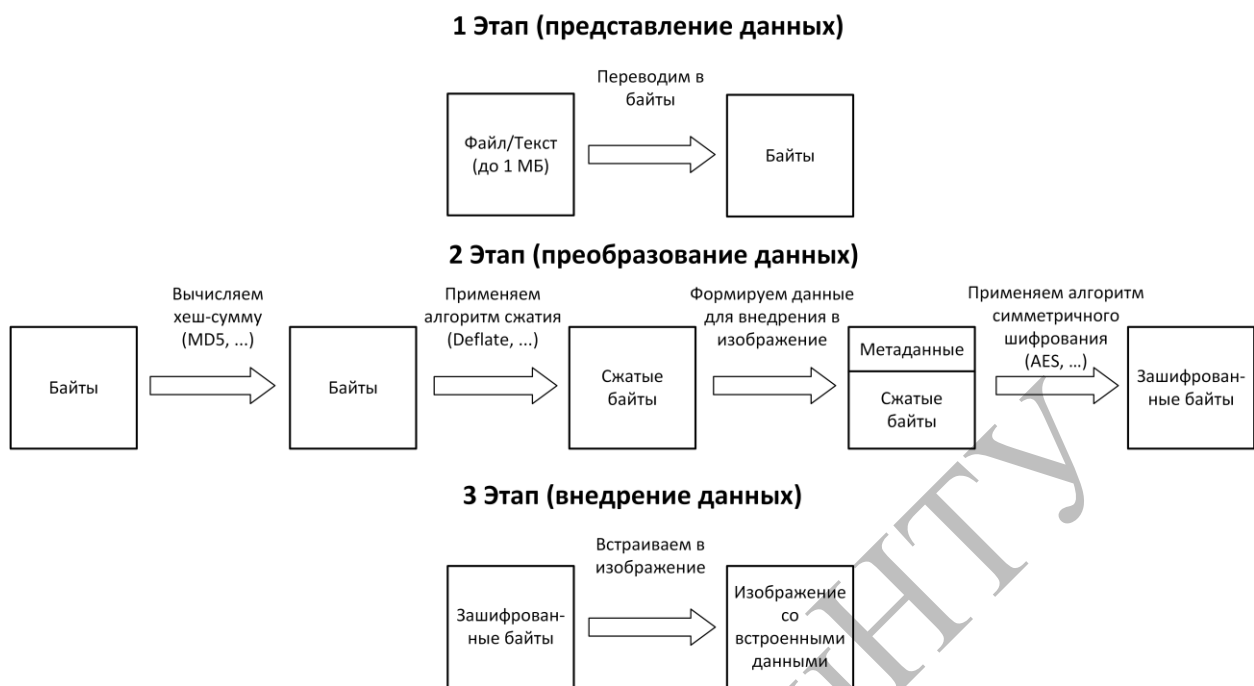 1 Этап (представление данных)
Переводим в
байты
Файл/Текст
(до 1 МБ)
Байты
2 Этап (преобразование данных)
Вычисляем
хеш-сумму
(MD5, ...)
Применяем
алгоритм сжатия
(Deflate, ...)
Формируем данные
для внедрения в
изображение
Применяем алгоритм
симметричного
шифрования
(AES, ...)
Байты
Байты
Сжатые
байты
Метаданные
Сжатые
байты
Зашифрован-
ные байты
3 Этап (внедрение данных)
Встраиваем в
изображение
Зашифрован-
ные байты
Изображение
со
встроенными
данными